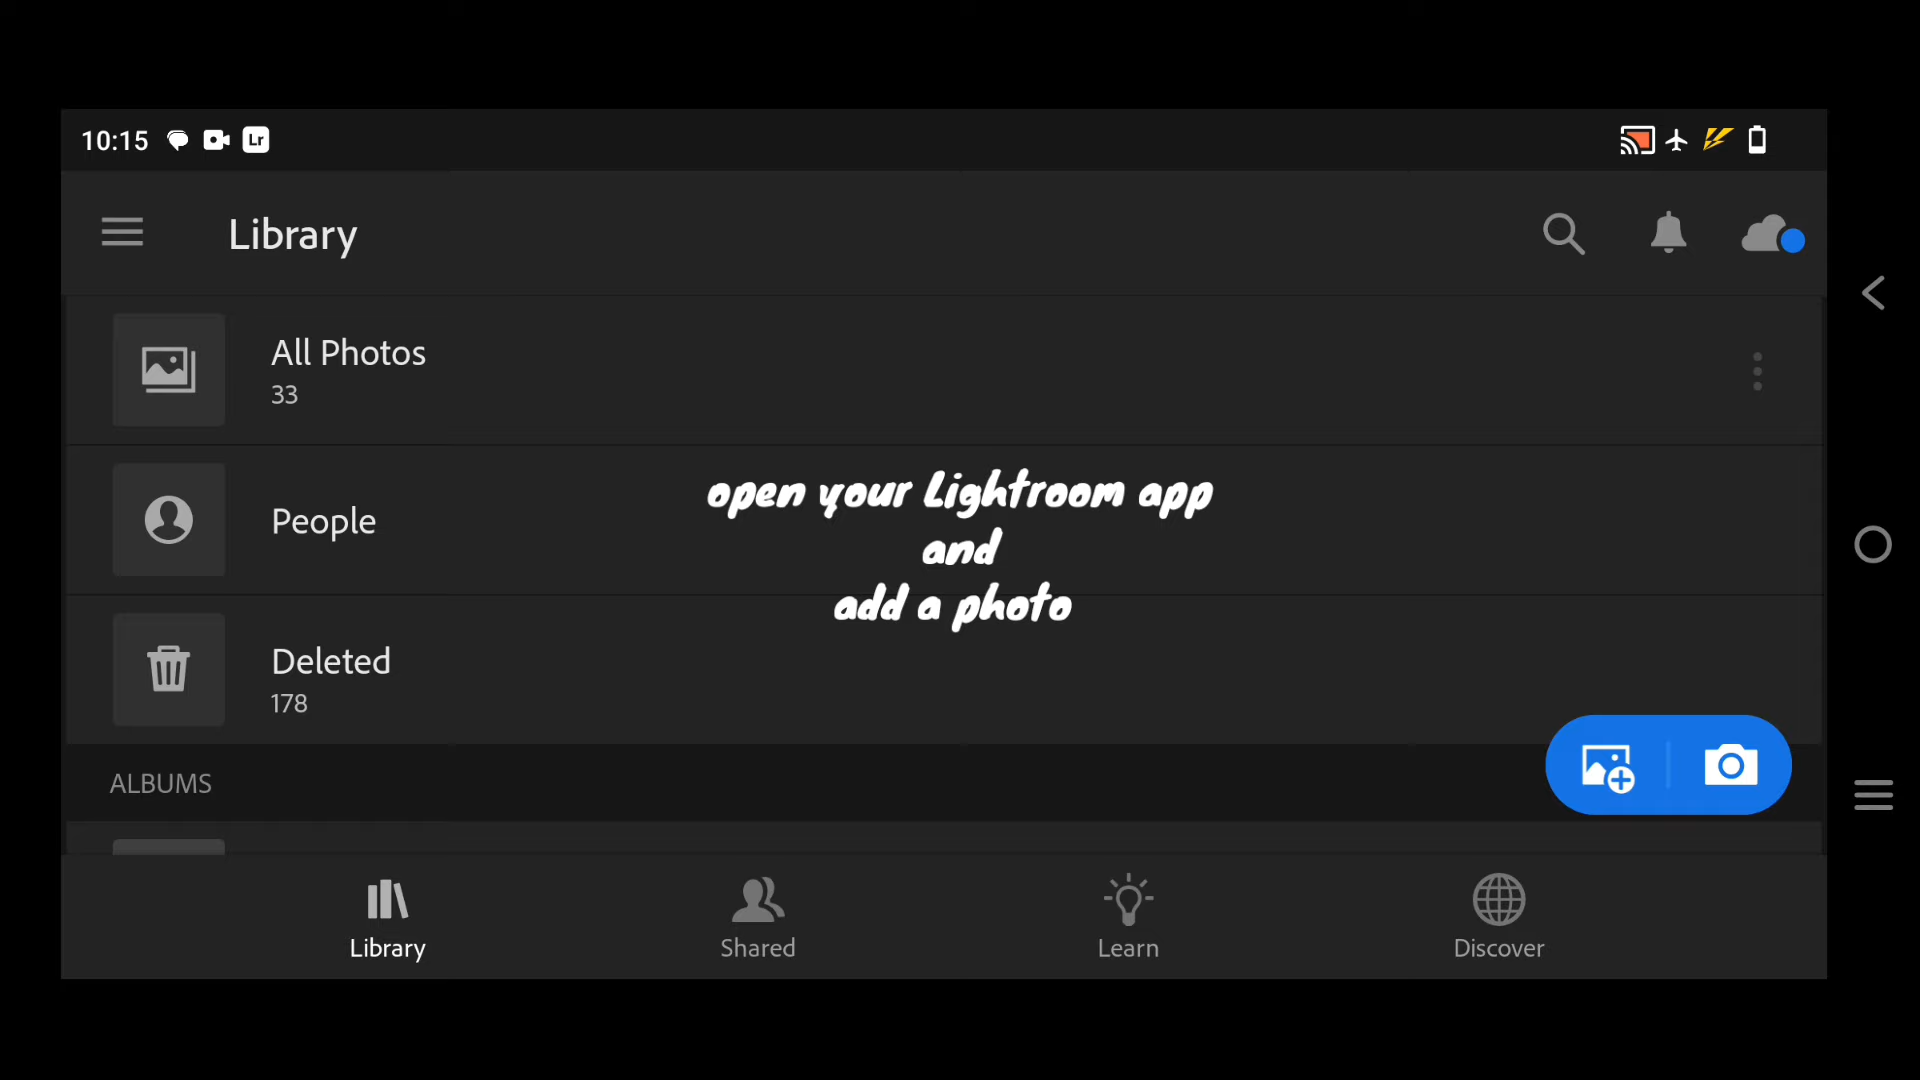 10:15
Lr
Library
All Photos
33
open your Lightroom app
People
and
add a photo
Deleted
178
ALBUMS
Library
Shared
Learn
Discover